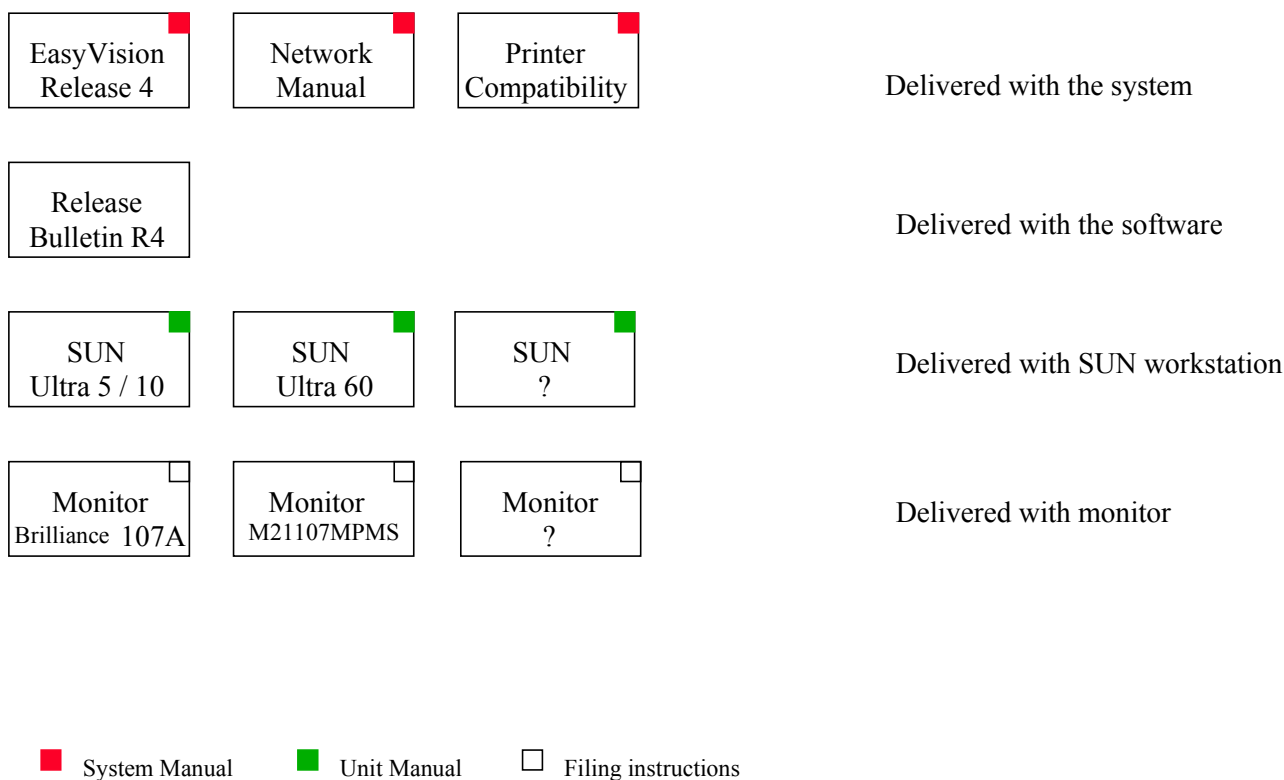 EasyVision
Release 4
Network
Manual
Printer
Compatibility
Delivered with the system
Release
Bulletin R4
Delivered with the software
SUN
Ultra 5 / 10
SUN
Ultra 60
SUN
?
Delivered with SUN workstation
Monitor
Brilliance 107A
Monitor
M21107MPMS
Monitor
?
Delivered with monitor
System Manual
Unit Manual
Filing instructions